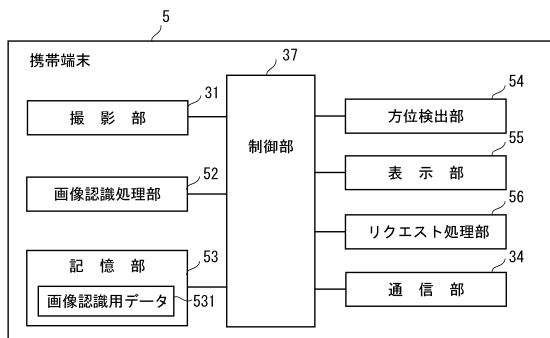 5
携帯端末
37
31
撮 影 部
52
画像認識処理部
53
記 憶 部
画像認識用データ
531
制御部
54
方位検出部
55
表 示 部
56
リクエスト処理部
34
通 信 部